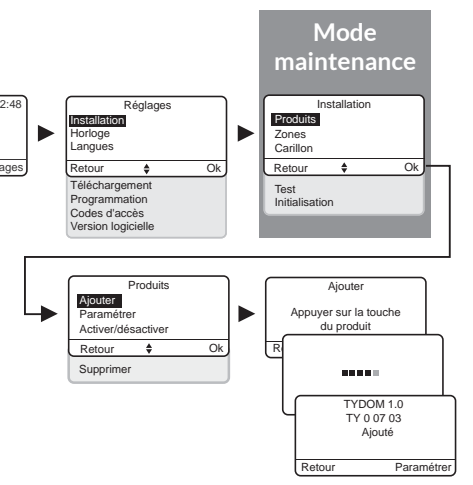 Mode
maintenance
2:48
ages
Réglages
Installation
Horloge
Langues
Retour Ok
Téléchargement
Programmation
Codes d'accès
Version logicielle
Installation
Produits
Zones
Carillon
Retour Ok
Test
Initialisation
Produits
Ajouter
Paramétrer
Activer/désactiver
Retour Ok
Supprimer
Ajouter
Appuyer sur la touche
du produit
R
TYDOM 1.0
TY 0 07 03
Ajouté
Retour Paramétrer